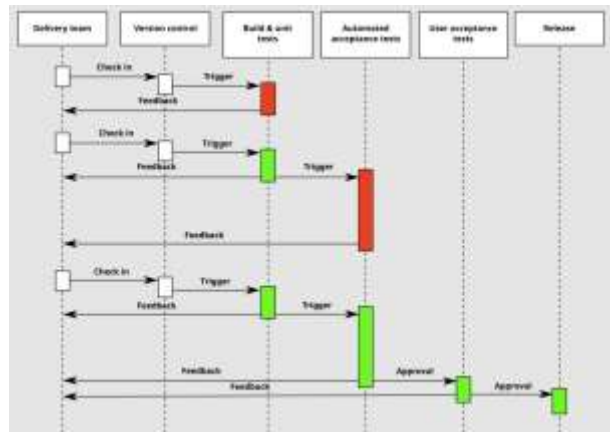 Delivery team
Version control
Build & unit
tests
Automated
acceptance tests
User acceptance
tests
Release
Check in
Trigger
Feedback
Check in
Trigger
Feedback
Trigger
Feedback
Check in
Trigger
Feedback
Trigger
Feedback
Approval
Feedback
Approval